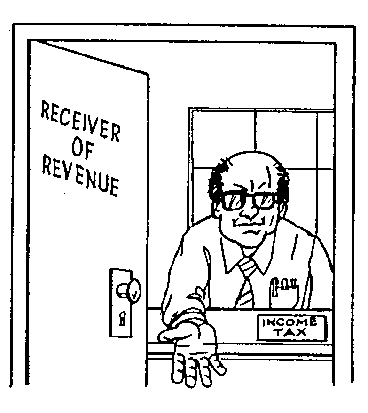 RECEIVER
OF
REVENUE
INCOME
TAX